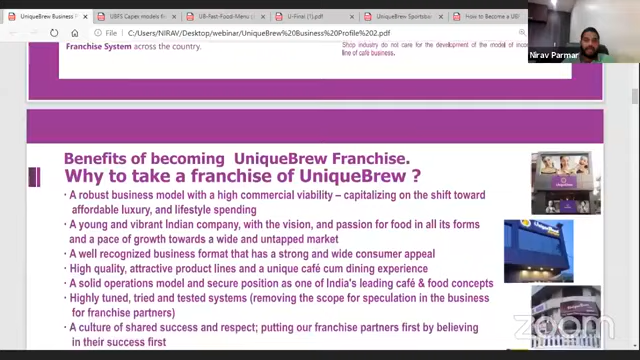 UniqueBrew Business P
UBFS Capex models fr
UB-Fast-Food-Menu c
U-Firral (1).pdf
UniqueBrew Sportsbow
How to Become a UB
File
C:/Users/NIRAV/Desktop/webinar/UniqueBrew%20Business%20Profile%202.pdf
Nirav Parmar
Franchise System across the country.
Shop industry do not care for the development of the model of income
line of café business.
Benefits of becoming UniqueBrew Franchise.
Why to take a franchise of UniqueBrew ?
· A robust business model with a high commercial viability – capitalizing on the shift toward
affordable luxury, and lifestyle spending
· A young and vibrant Indian company, with the vision, and passion for food in all its forms
and a pace of growth towards a wide and untapped market
· A well recognized business format that has a strong and wide consumer appeal
· High quality, attractive product lines and a unique café cum dining experience
· A solid operations model and secure position as one of India's leading café & food concepts
· Highly tuned, tried and tested systems (removing the scope for speculation in the business
for franchise partners)
· A culture of shared success and respect; putting our franchise partners first by believing
in their success first
zoom